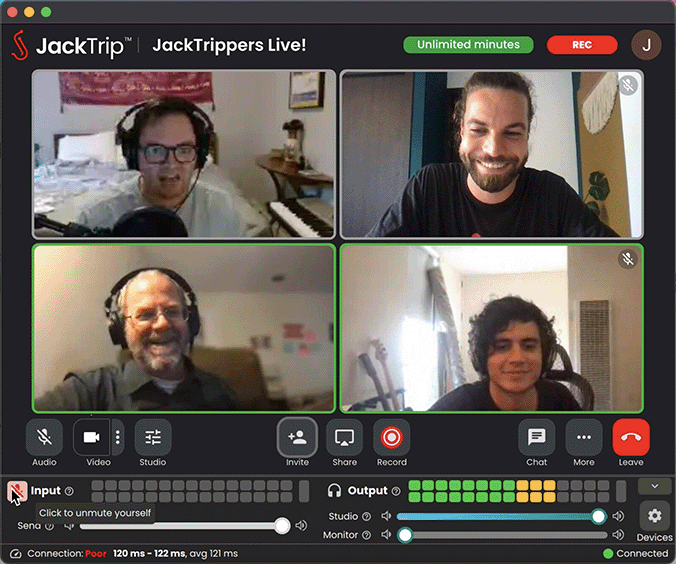 JackTrip™ | JackTrippers Live!
Unlimited minutes
REC
J
Audio
Video
Studio
Invite
Share
Record
Chat
More
Leave
Input
Click to unmute yourself
Send
Output
Studio
Monitor
Devices
Connection: Poor 120 ms - 122 ms, avg 121 ms
Connected